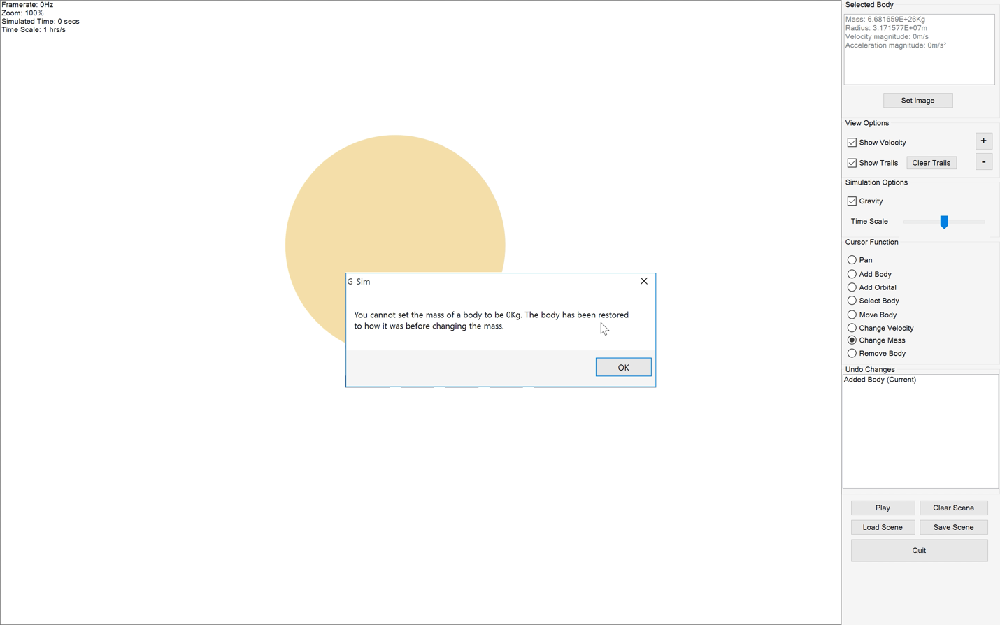 Framerate: 0Hz
Zoom: 100%
Simulated Time: 0 secs
Time Scale: 1 hrs/s
Selected Body
Mass: 6.681659E+26Kg
Radius: 3.171577E+07m
Velocity magnitude: 0m/s
Acceleration magnitude: 0m/s²
Set Image
View Options
Show Velocity
+
Show Trails
Clear Trails
-
Simulation Options
Gravity
Time Scale
Cursor Function
Pan
Add Body
Add Orbital
Select Body
Move Body
Change Velocity
Change Mass
Remove Body
Undo Changes
Added Body (Current)
Play
Clear Scene
Load Scene
Save Scene
Quit
G-Sim
You cannot set the mass of a body to be 0Kg. The body has been restored
to how it was before changing the mass.
OK